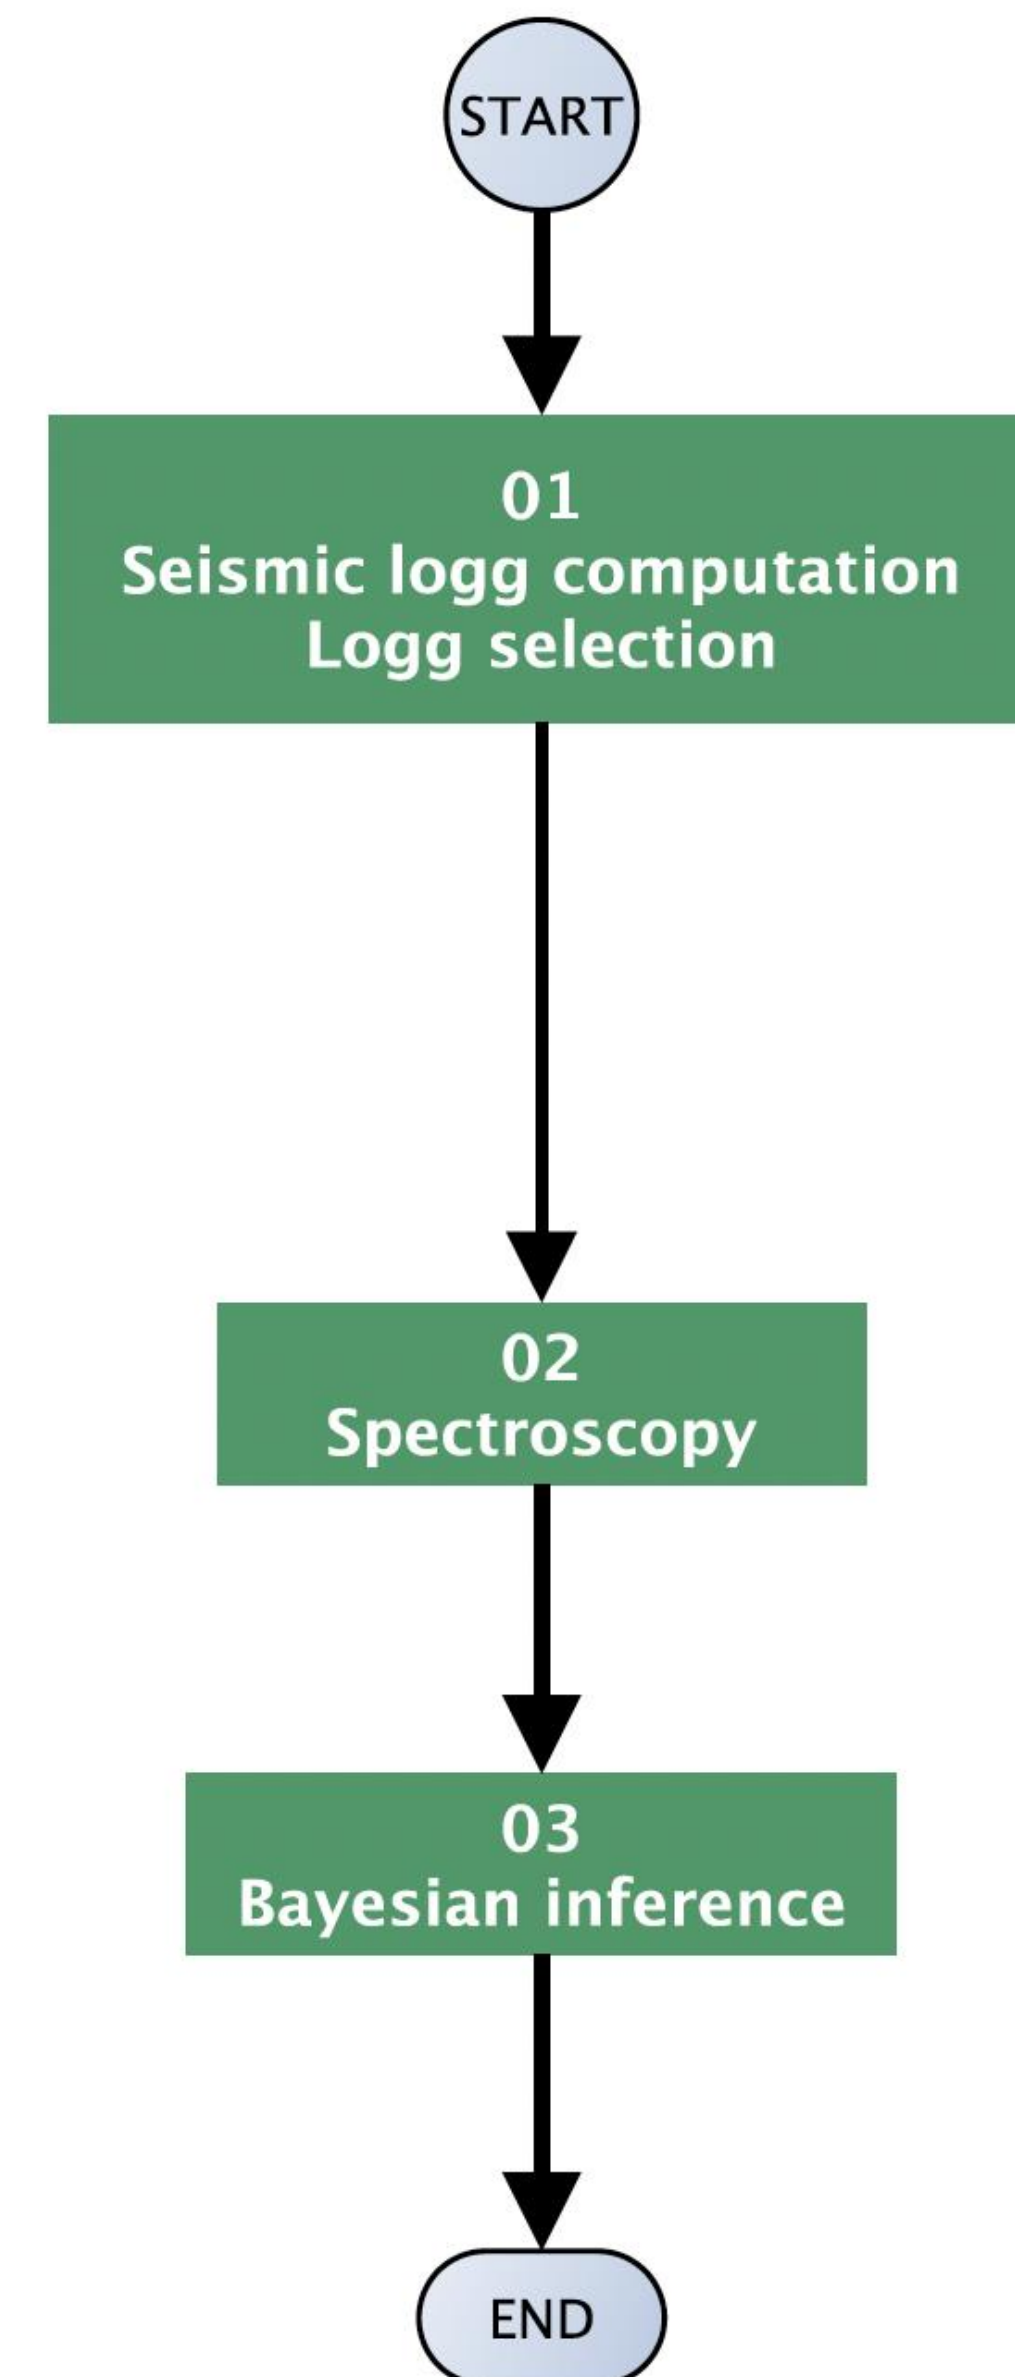 START
01
Seismic logg computation
Logg selection
02
Spectroscopy
03
Bayesian inference
END